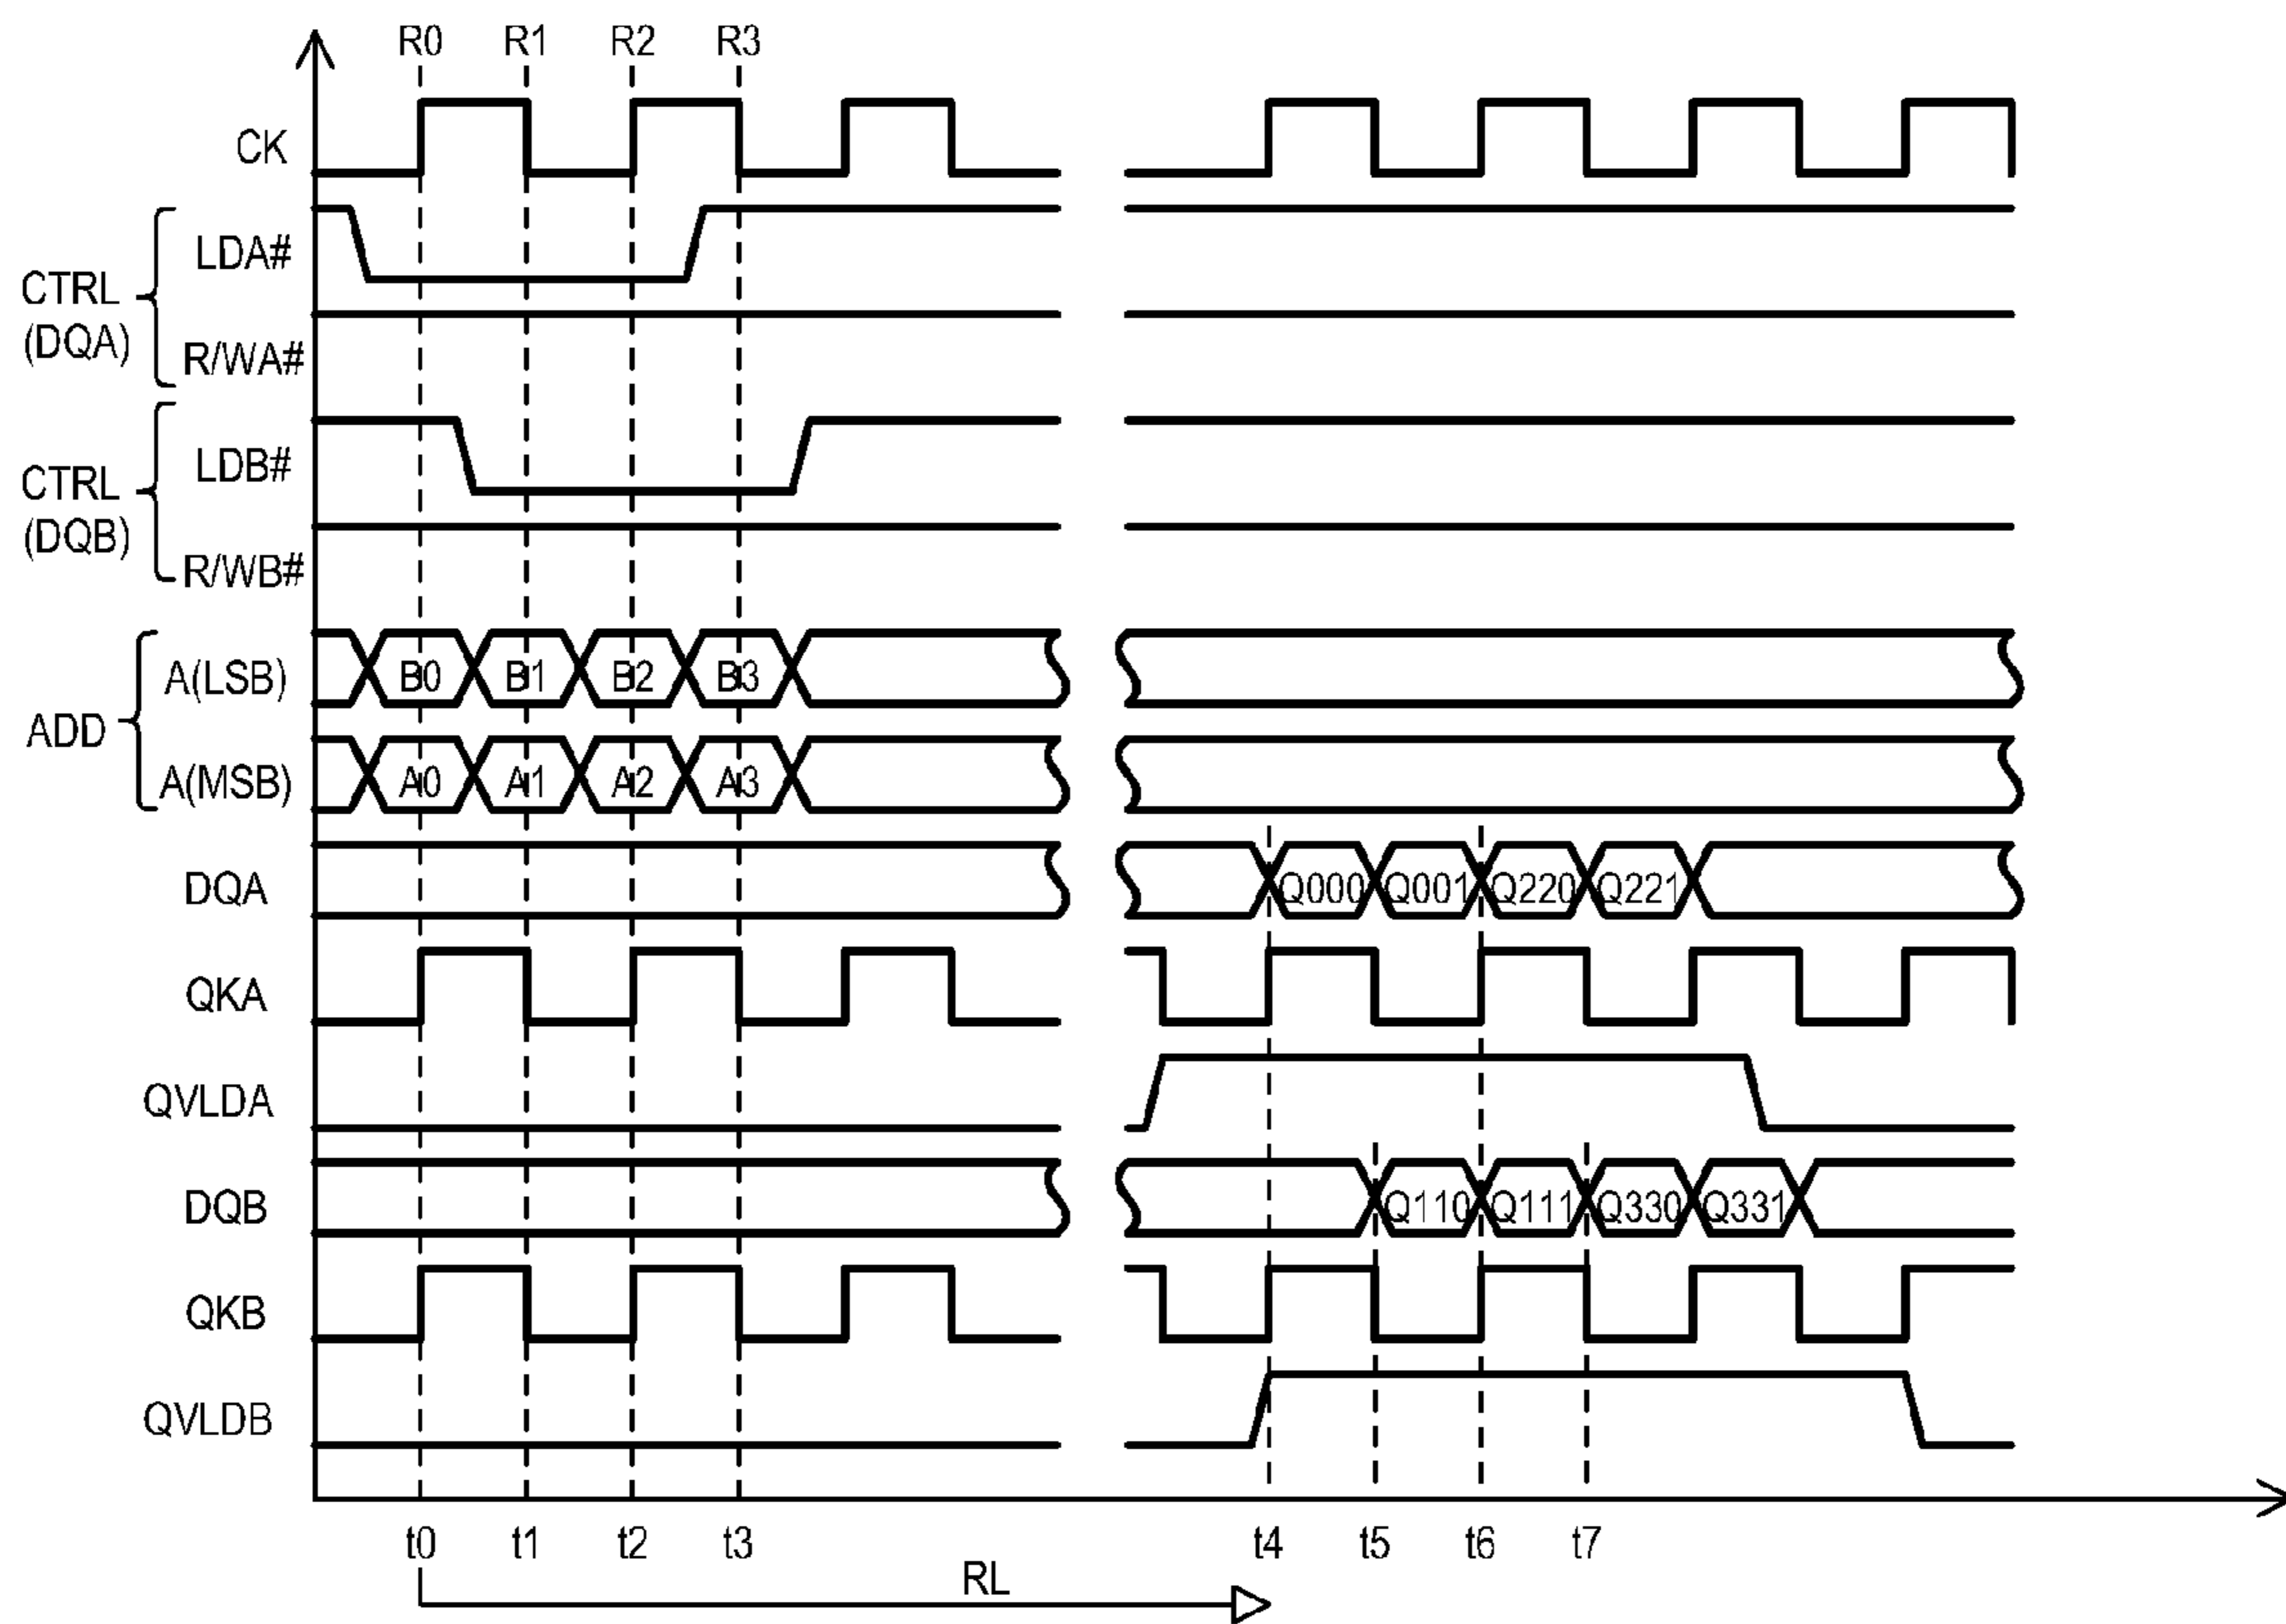 R0 R1 R2 R3
CK
LDA#
CTRL
(DQA)
R/WA#
LDB#
CTRL
(DQB)
R/WB#
A(LSB) B0 B1 B2 B3
ADD
A(MSB) A0 A1 A2 A3
DQA Q000 Q001 Q220 Q221
QKA
QVLDA
DQB Q110 Q111 Q330 Q331
QKB
QVLDB
t0 t1 t2 t3 t4 t5 t6 t7
RL